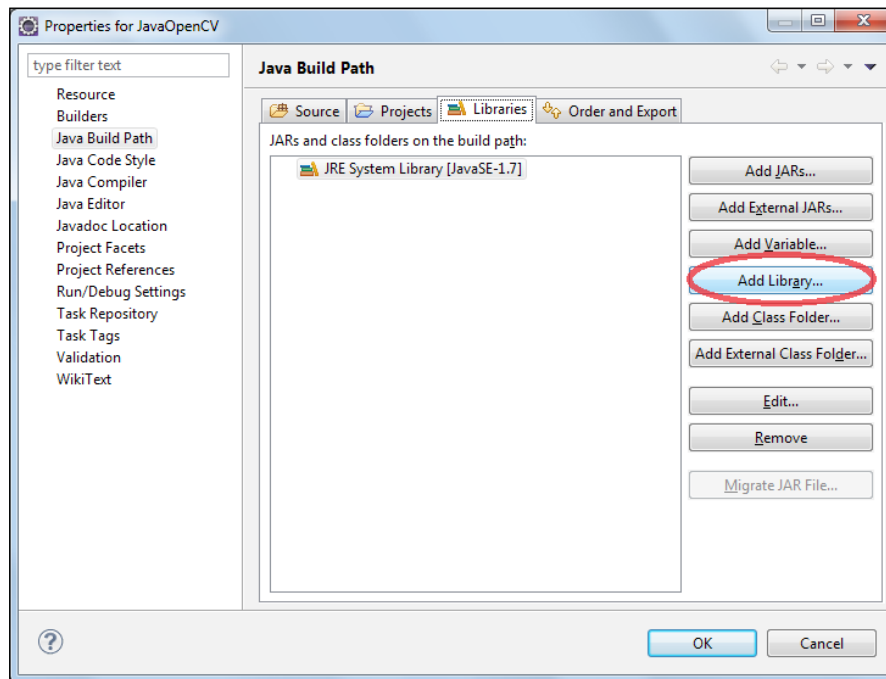 Properties for JavaOpenCV
type filter text
Resource
Builders
Java Build Path
Java Code Style
Java Compiler
Java Editor
Javadoc Location
Project Facets
Project References
Run/Debug Settings
Task Repository
Task Tags
Validation
WikiText
Java Build Path
Source Projects Libraries Order and Export
JARs and class folders on the build path:
JRE System Library [JavaSE-1.7]
Add JARs...
Add External JARs...
Add Variable...
Add Library...
Add Class Folder...
Add External Class Folder...
Edit...
Remove
Migrate JAR File...
OK Cancel